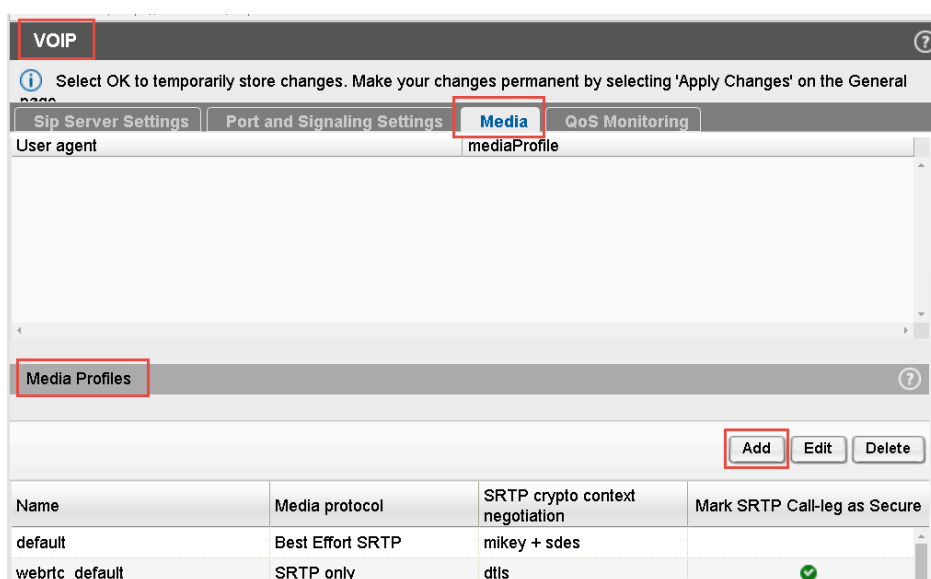 VOIP
Select OK to temporarily store changes. Make your changes permanent by selecting 'Apply Changes' on the General
page
Sip Server Settings Port and Signaling Settings Media QoS Monitoring
User agent mediaProfile
Media Profiles
Add Edit Delete
Name Media protocol SRTP crypto context negotiation Mark SRTP Call-leg as Secure
default Best Effort SRTP mikey + sdes
webrtc_default SRTP only dtls